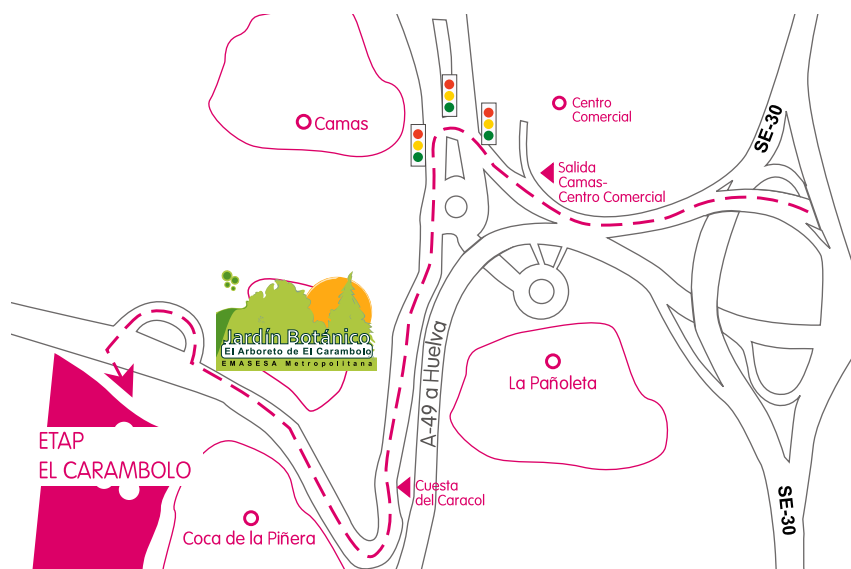 SE-30
Centro
Comercial
Camas
Salida
Camas-
Centro Comercial
Jardín Botánico
El Arboreto de El Carambolo
EMASESA Metropolitana
A-49 a Huelva
La Pañoleta
ETAP
EL CARAMBOLO
Cuesta
del Caracol
SE-30
Coca de la Piñera